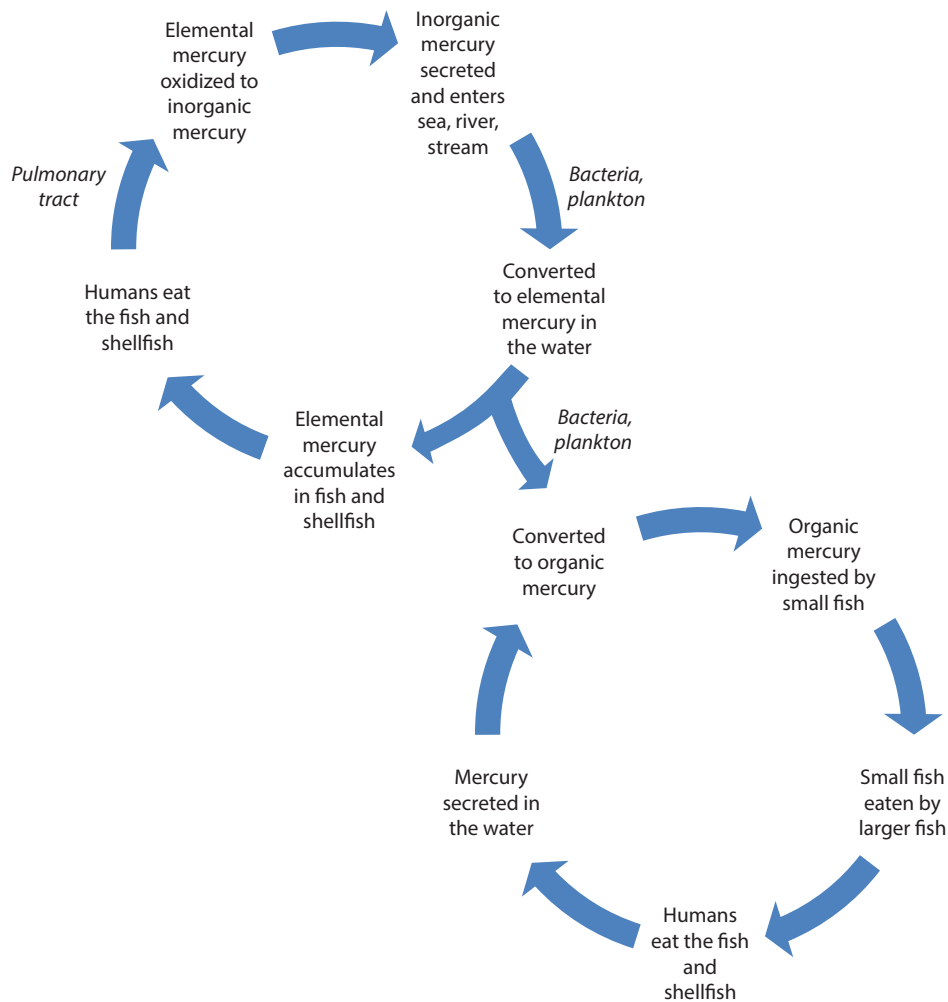 Elemental
mercury
oxidized to
inorganic
mercury
Inorganic
mercury
secreted
and enters
sea, river,
stream
Bacteria,
plankton
Converted
to elemental
mercury in
the water
Elemental
mercury
accumulates
in fish and
shellfish
Humans eat
the fish and
shellfish
Pulmonary
tract
Bacteria,
plankton
Converted
to organic
mercury
Organic
mercury
ingested by
small fish
Small fish
eaten by
larger fish
Humans
eat the fish
and
shellfish
Mercury
secreted in
the water